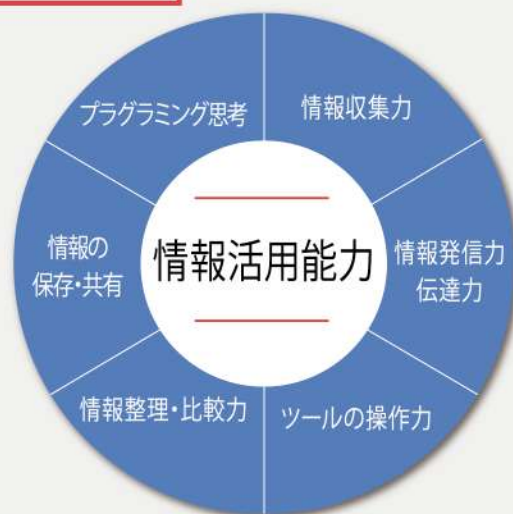 プラグラミング思考
情報収集力
情報の
保存・共有
情報活用能力
情報発信力
伝達力
情報整理・比較力
ツールの操作力